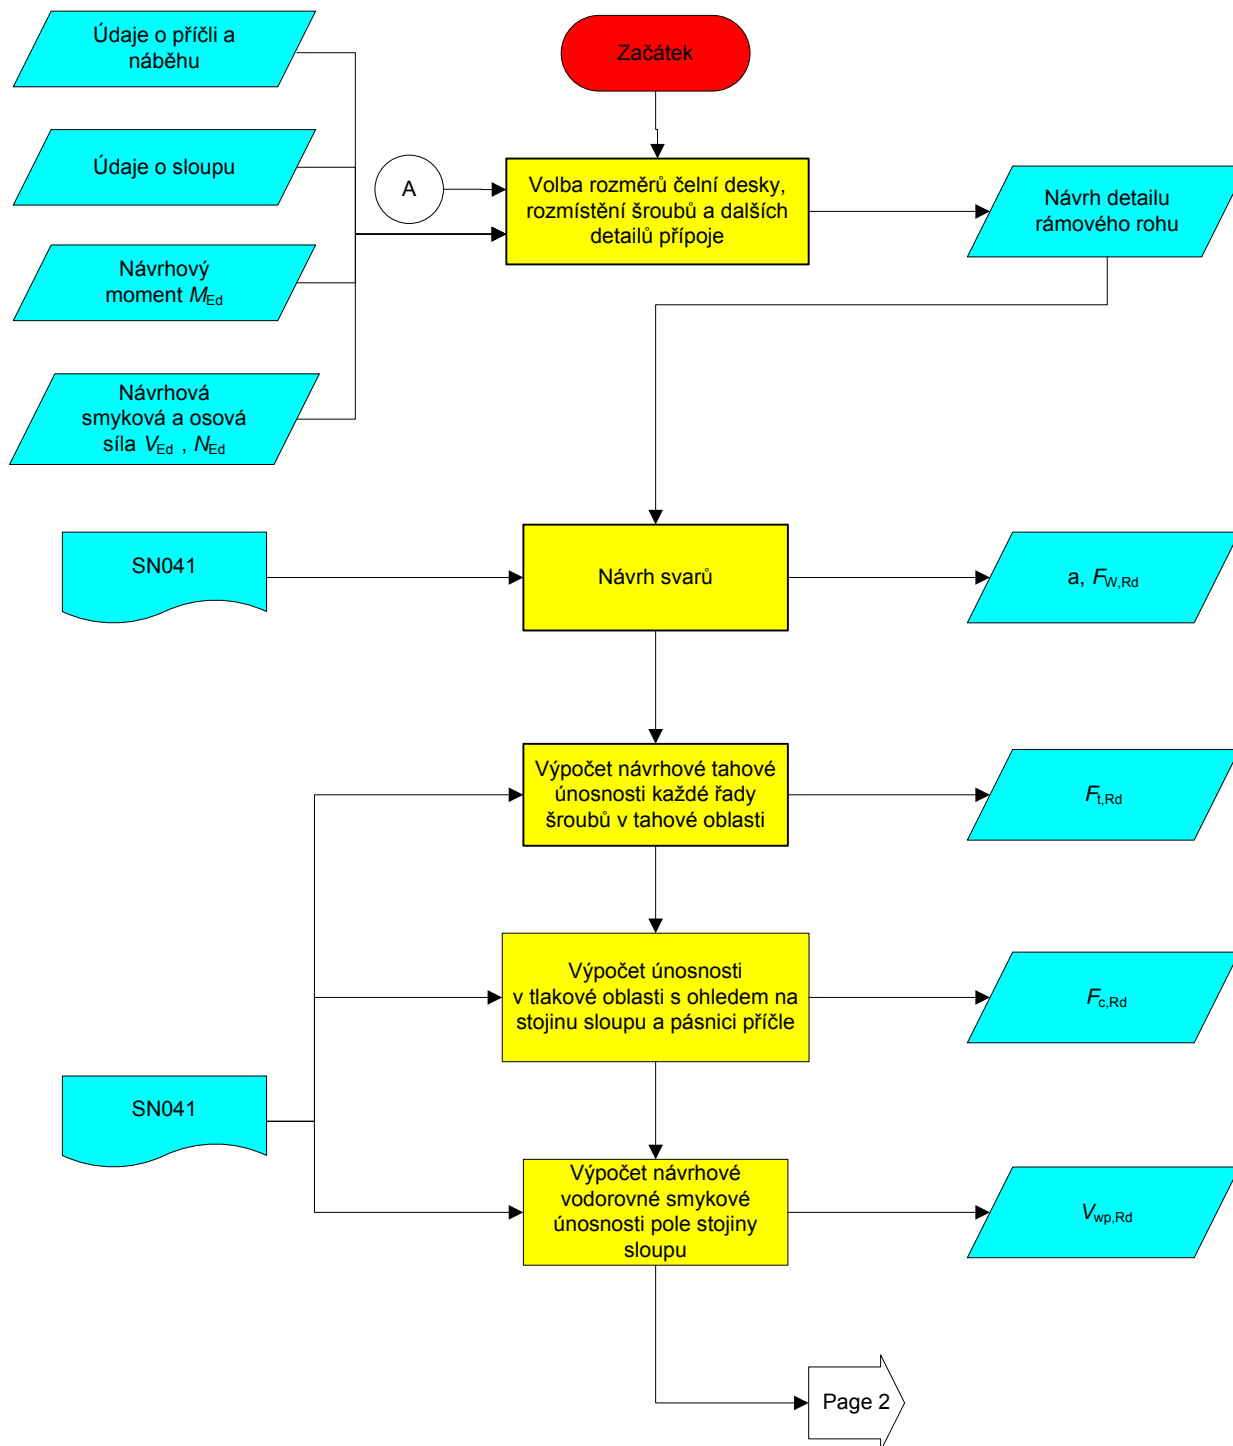 Údaje o příčli a
náběhu
Začátek
Údaje o sloupu
A
Volba rozměrů čelní desky,
rozmístění šroubů a dalších
detailů přípoje
Návrh detailu
rámového rohu
Návrhový
moment MEd
Návrhová
smyková a osová
síla VEd , NEd
SN041
Návrh svarů
a, FW,Rd
Výpočet návrhové tahové
únosnosti každé řady
šroubů v tahové oblasti
Ft,Rd
Výpočet únosnosti
v tlakové oblasti s ohledem na
stojinu sloupu a pásnici příčle
Fc,Rd
SN041
Výpočet návrhové
vodorovné smykové
únosnosti pole stojiny
sloupu
Vwp,Rd
Page 2